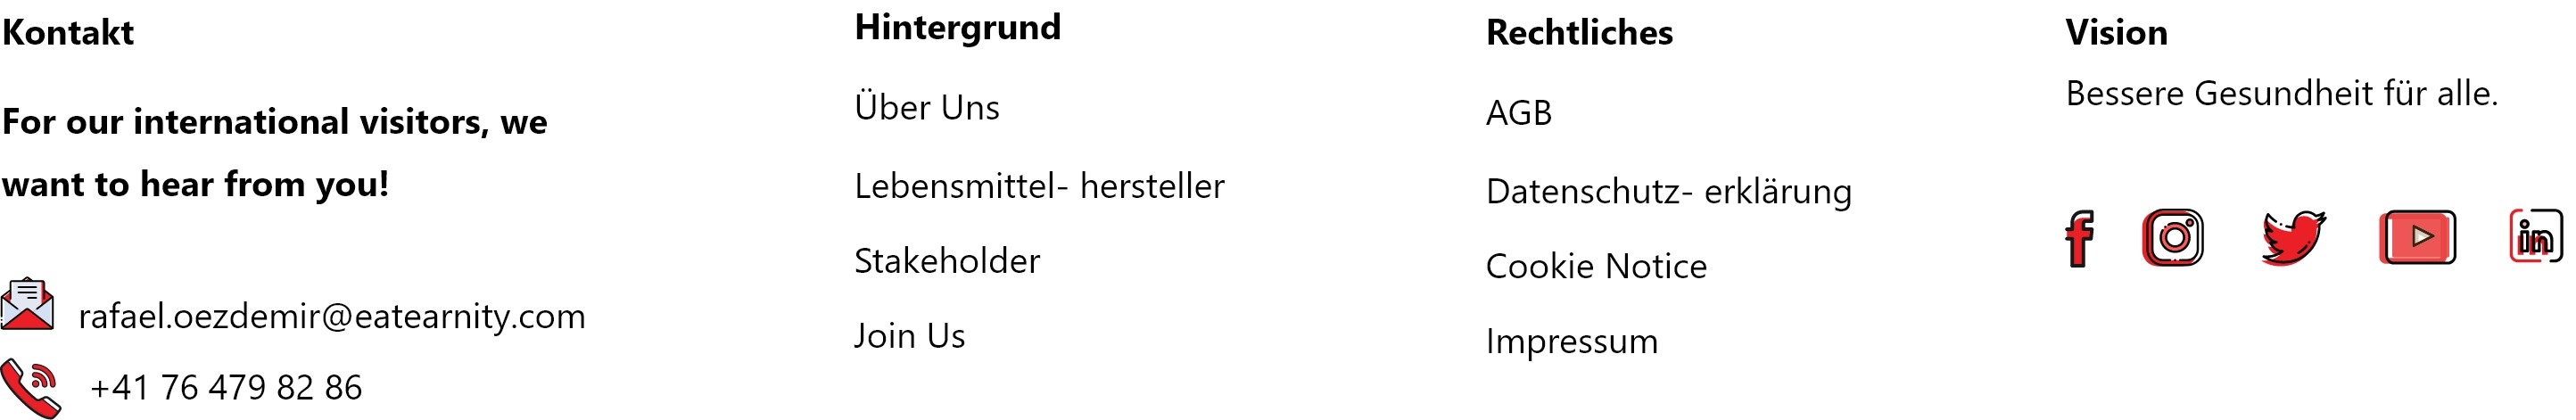 Kontakt
For our international visitors, we
want to hear from you!
rafael.oezdemir@eatearnity.com
+41 76 479 82 86
Hintergrund
Über Uns
Lebensmittel- hersteller
Stakeholder
Join Us
Rechtliches
AGB
Datenschutz- erklärung
Cookie Notice
Impressum
Vision
Bessere Gesundheit für alle.
f
in